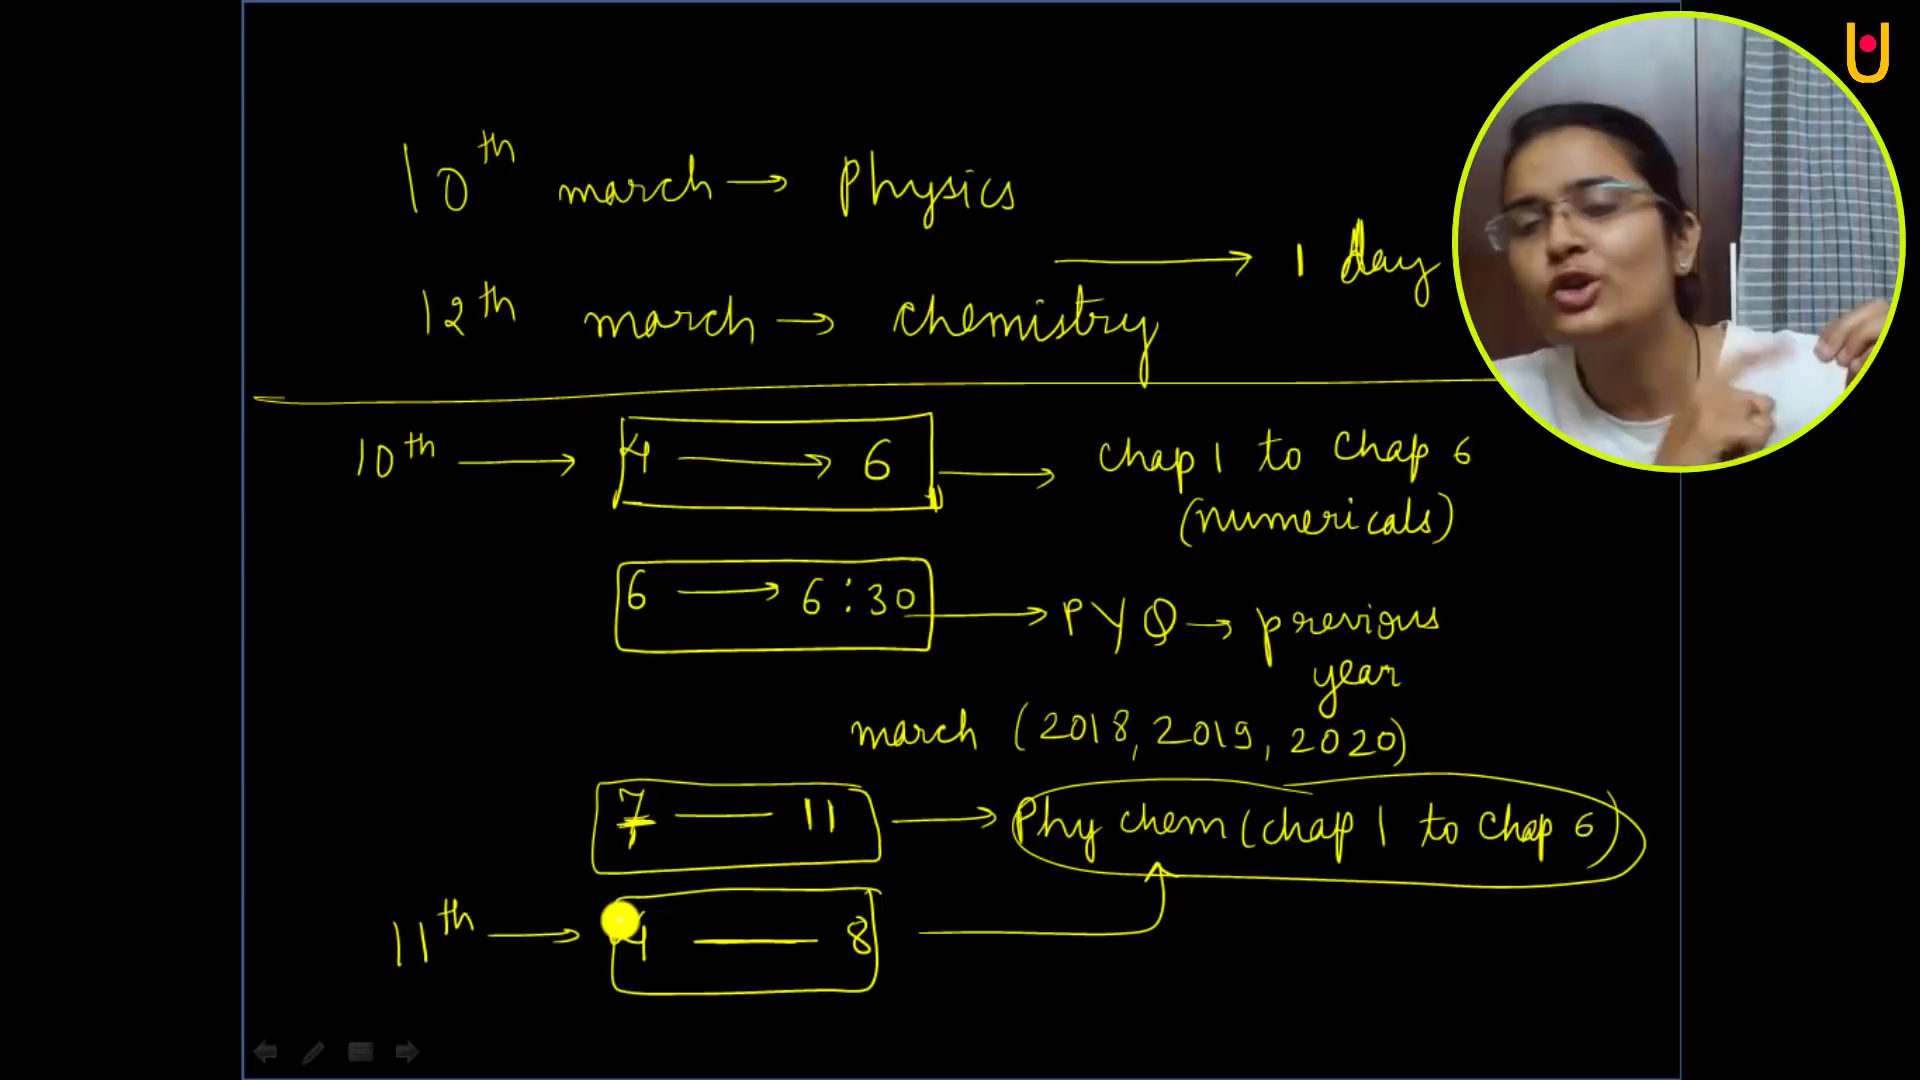 10th march → Physics
→ 1 day
12th march → chemistry
10th → 4 → 6 → Chap 1 to Chap 6
(numericals)
6 → 6:30 → PYQ → previous
year
march (2018, 2019, 2020)
7 — 11 → Phy chem (chap 1 to chap 6)
11th → 4 — 8